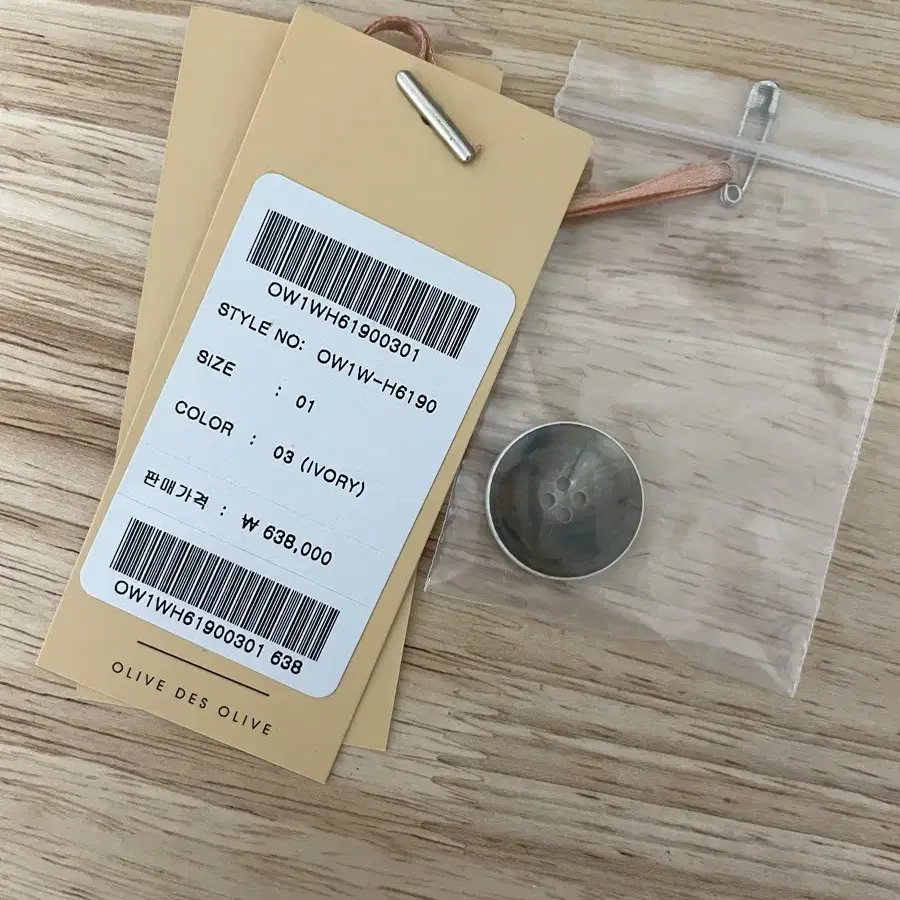 OW1WH61900301
STYLE NO: OW1W-H6190
SIZE : 01
COLOR : 03 (IVORY)
판매가격 : ₩ 638,000
OW1WH61900301 638
OLIVE DES OLIVE